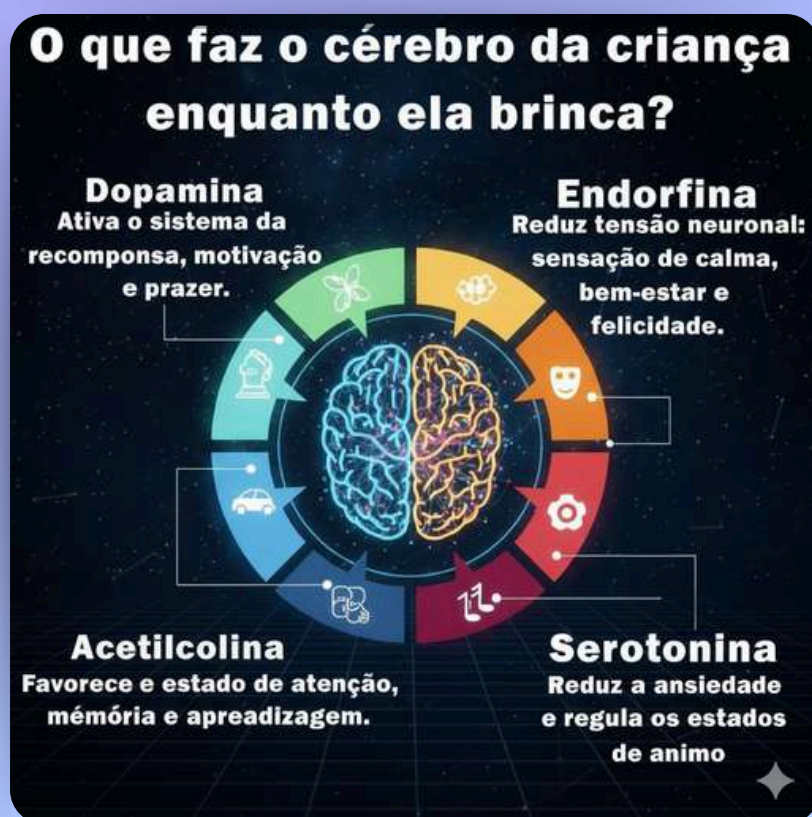 O que faz o cérebro da criança
enquanto ela brinca?
Dopamina
Ativa o sistema da
recomponsa, motivação
e prazer.
Endorfina
Reduz tensão neuronal:
sensação de calma,
bem-estar e
felicidade.
Acetilcolina
Favorece e estado de atenção,
mémória e apreadizagem.
Serotonina
Reduz a ansiedade
e regula os estados
de animo